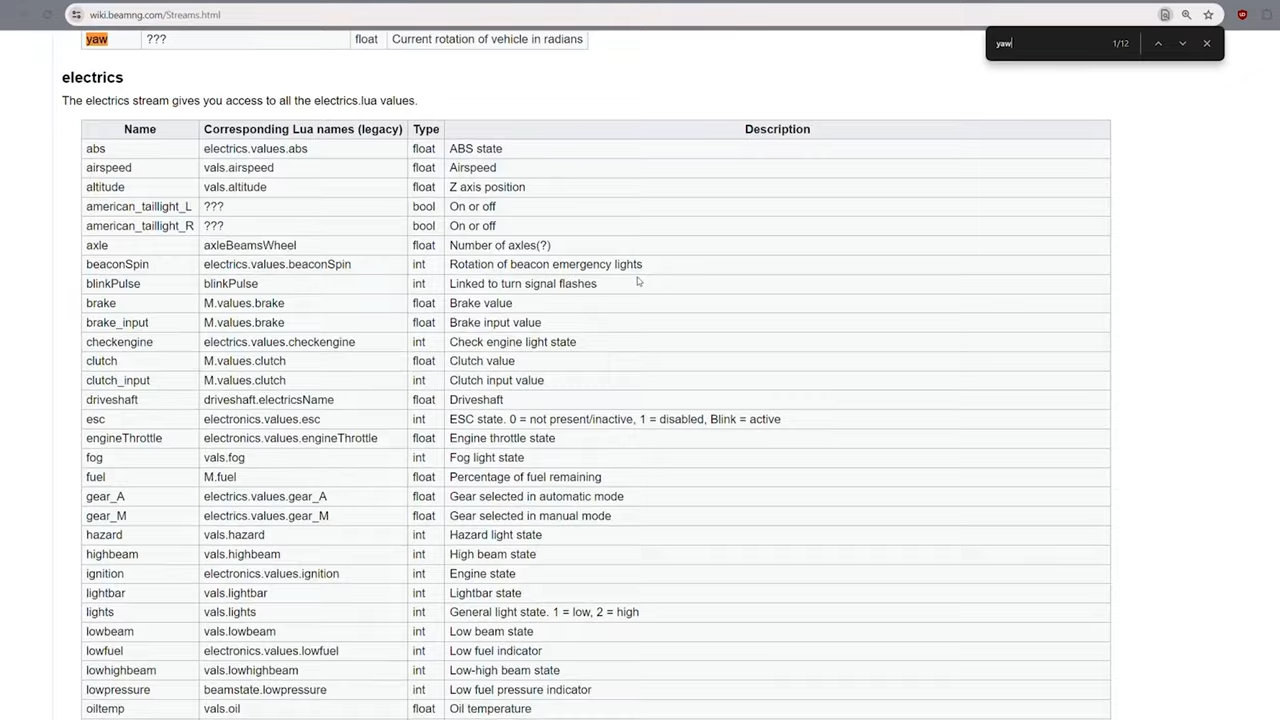 wiki.beamng.com/Streams.html
yaw 1/12
yaw ??? float Current rotation of vehicle in radians
electrics
The electrics stream gives you access to all the electrics.lua values.
Name Corresponding Lua names (legacy) Type Description
abs electrics.values.abs float ABS state
airspeed vals.airspeed float Airspeed
altitude vals.altitude float Z axis position
american_taillight_L ??? bool On or off
american_taillight_R ??? bool On or off
axle axleBeamsWheel float Number of axles(?)
beaconSpin electrics.values.beaconSpin int Rotation of beacon emergency lights
blinkPulse blinkPulse int Linked to turn signal flashes
brake M.values.brake float Brake value
brake_input M.values.brake float Brake input value
checkengine electrics.values.checkengine int Check engine light state
clutch M.values.clutch float Clutch value
clutch_input M.values.clutch int Clutch input value
driveshaft driveshaft.electricsName float Driveshaft
esc electronics.values.esc int ESC state. 0 = not present/inactive, 1 = disabled, Blink = active
engineThrottle electronics.values.engineThrottle float Engine throttle state
fog vals.fog int Fog light state
fuel M.fuel float Percentage of fuel remaining
gear_A electrics.values.gear_A float Gear selected in automatic mode
gear_M electrics.values.gear_M float Gear selected in manual mode
hazard vals.hazard int Hazard light state
highbeam vals.highbeam int High beam state
ignition electronics.values.ignition int Engine state
lightbar vals.lightbar int Lightbar state
lights vals.lights int General light state. 1 = low, 2 = high
lowbeam vals.lowbeam int Low beam state
lowfuel electronics.values.lowfuel int Low fuel indicator
lowhighbeam vals.lowhighbeam int Low-high beam state
lowpressure beamstate.lowpressure int Low fuel pressure indicator
oiltemp vals.oil float Oil temperature